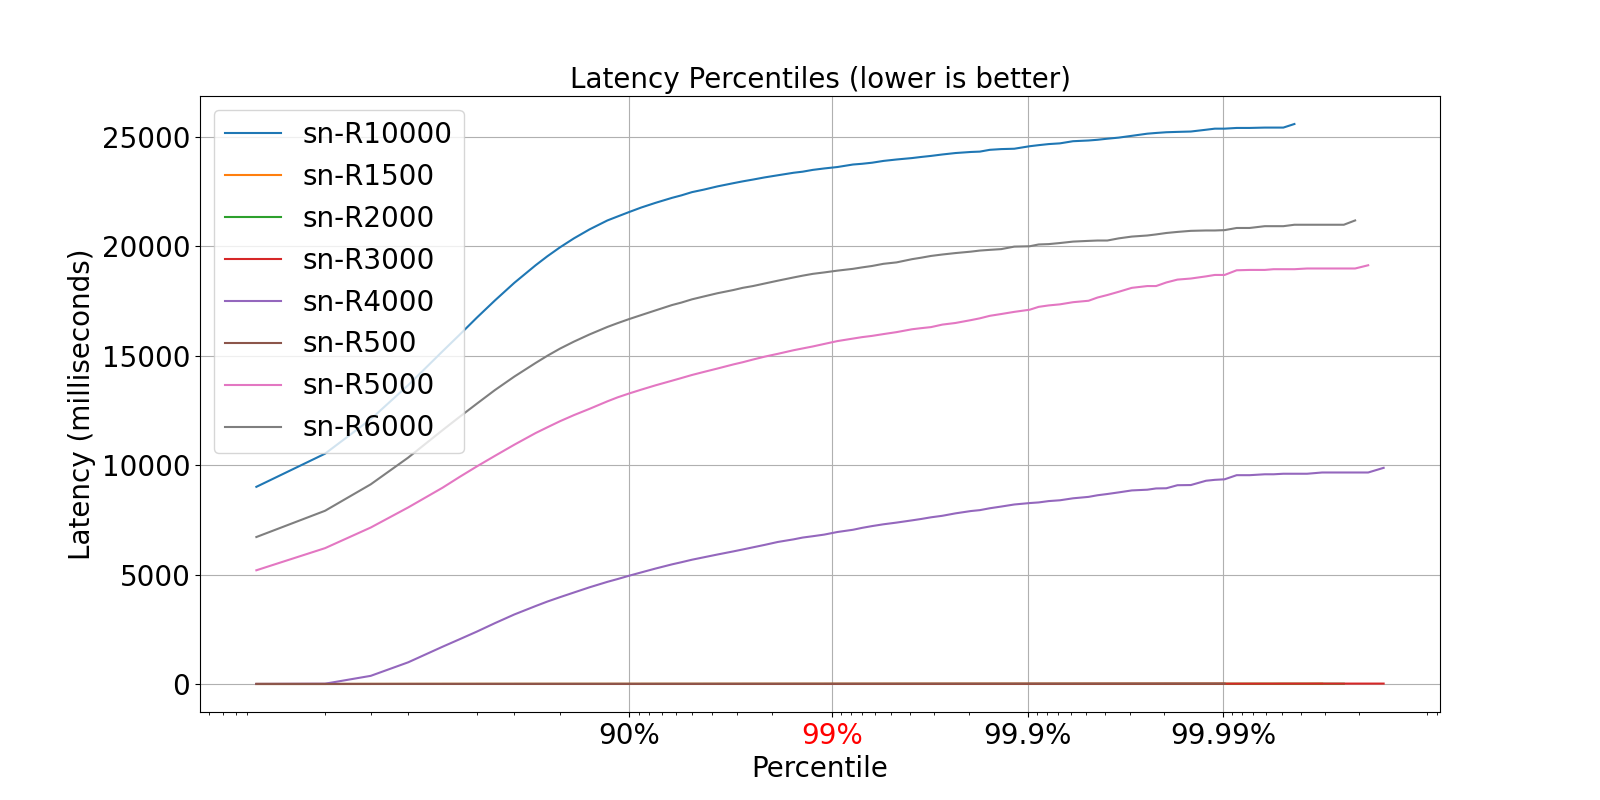 Latency Percentiles (lower is better)
25000
20000
15000
10000
5000
0
Latency (milliseconds)
sn-R10000
sn-R1500
sn-R2000
sn-R3000
sn-R4000
sn-R500
sn-R5000
sn-R6000
90% 99% 99.9% 99.99%
Percentile